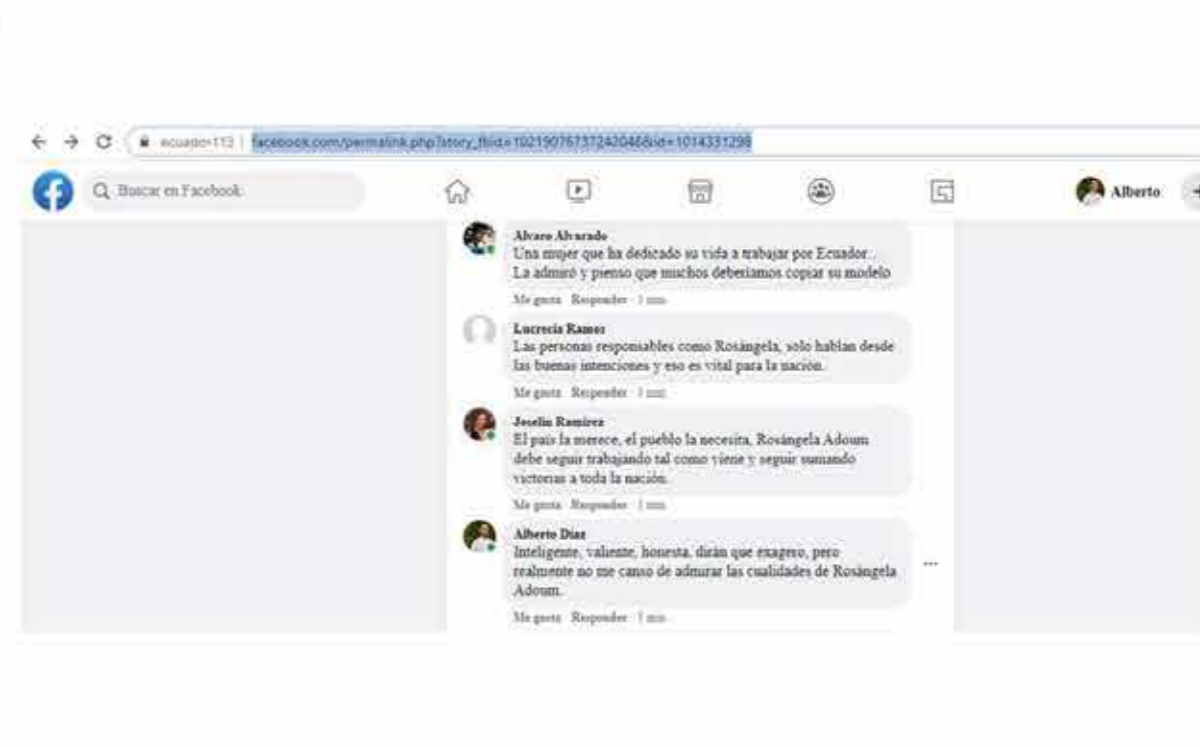 ecuador113 | facebook.com/permalink.php?story_fbid=10219076737242046&id=1014331298
Buscar en Facebook
Alberto
Alvaro Alvarado
Una mujer que ha dedicado su vida a trabajar por Ecuador..
La admiró y pienso que muchos deberíamos copiar su modelo
Me gusta Responder 1 min
Lucrecia Ramos
Las personas responsables como Rosángela, solo hablan desde
las buenas intenciones y eso es vital para la nación.
Me gusta Responder 1 min
Joselin Ramirez
El país la merece, el pueblo la necesita, Rosángela Adoum
debe seguir trabajando tal como viene y seguir sumando
victorias a toda la nación.
Me gusta Responder 1 min
Alberto Diaz
Inteligente, valiente, honesta, dirán que exagero, pero
realmente no me canso de admirar las cualidades de Rosángela
Adoum.
Me gusta Responder 1 min